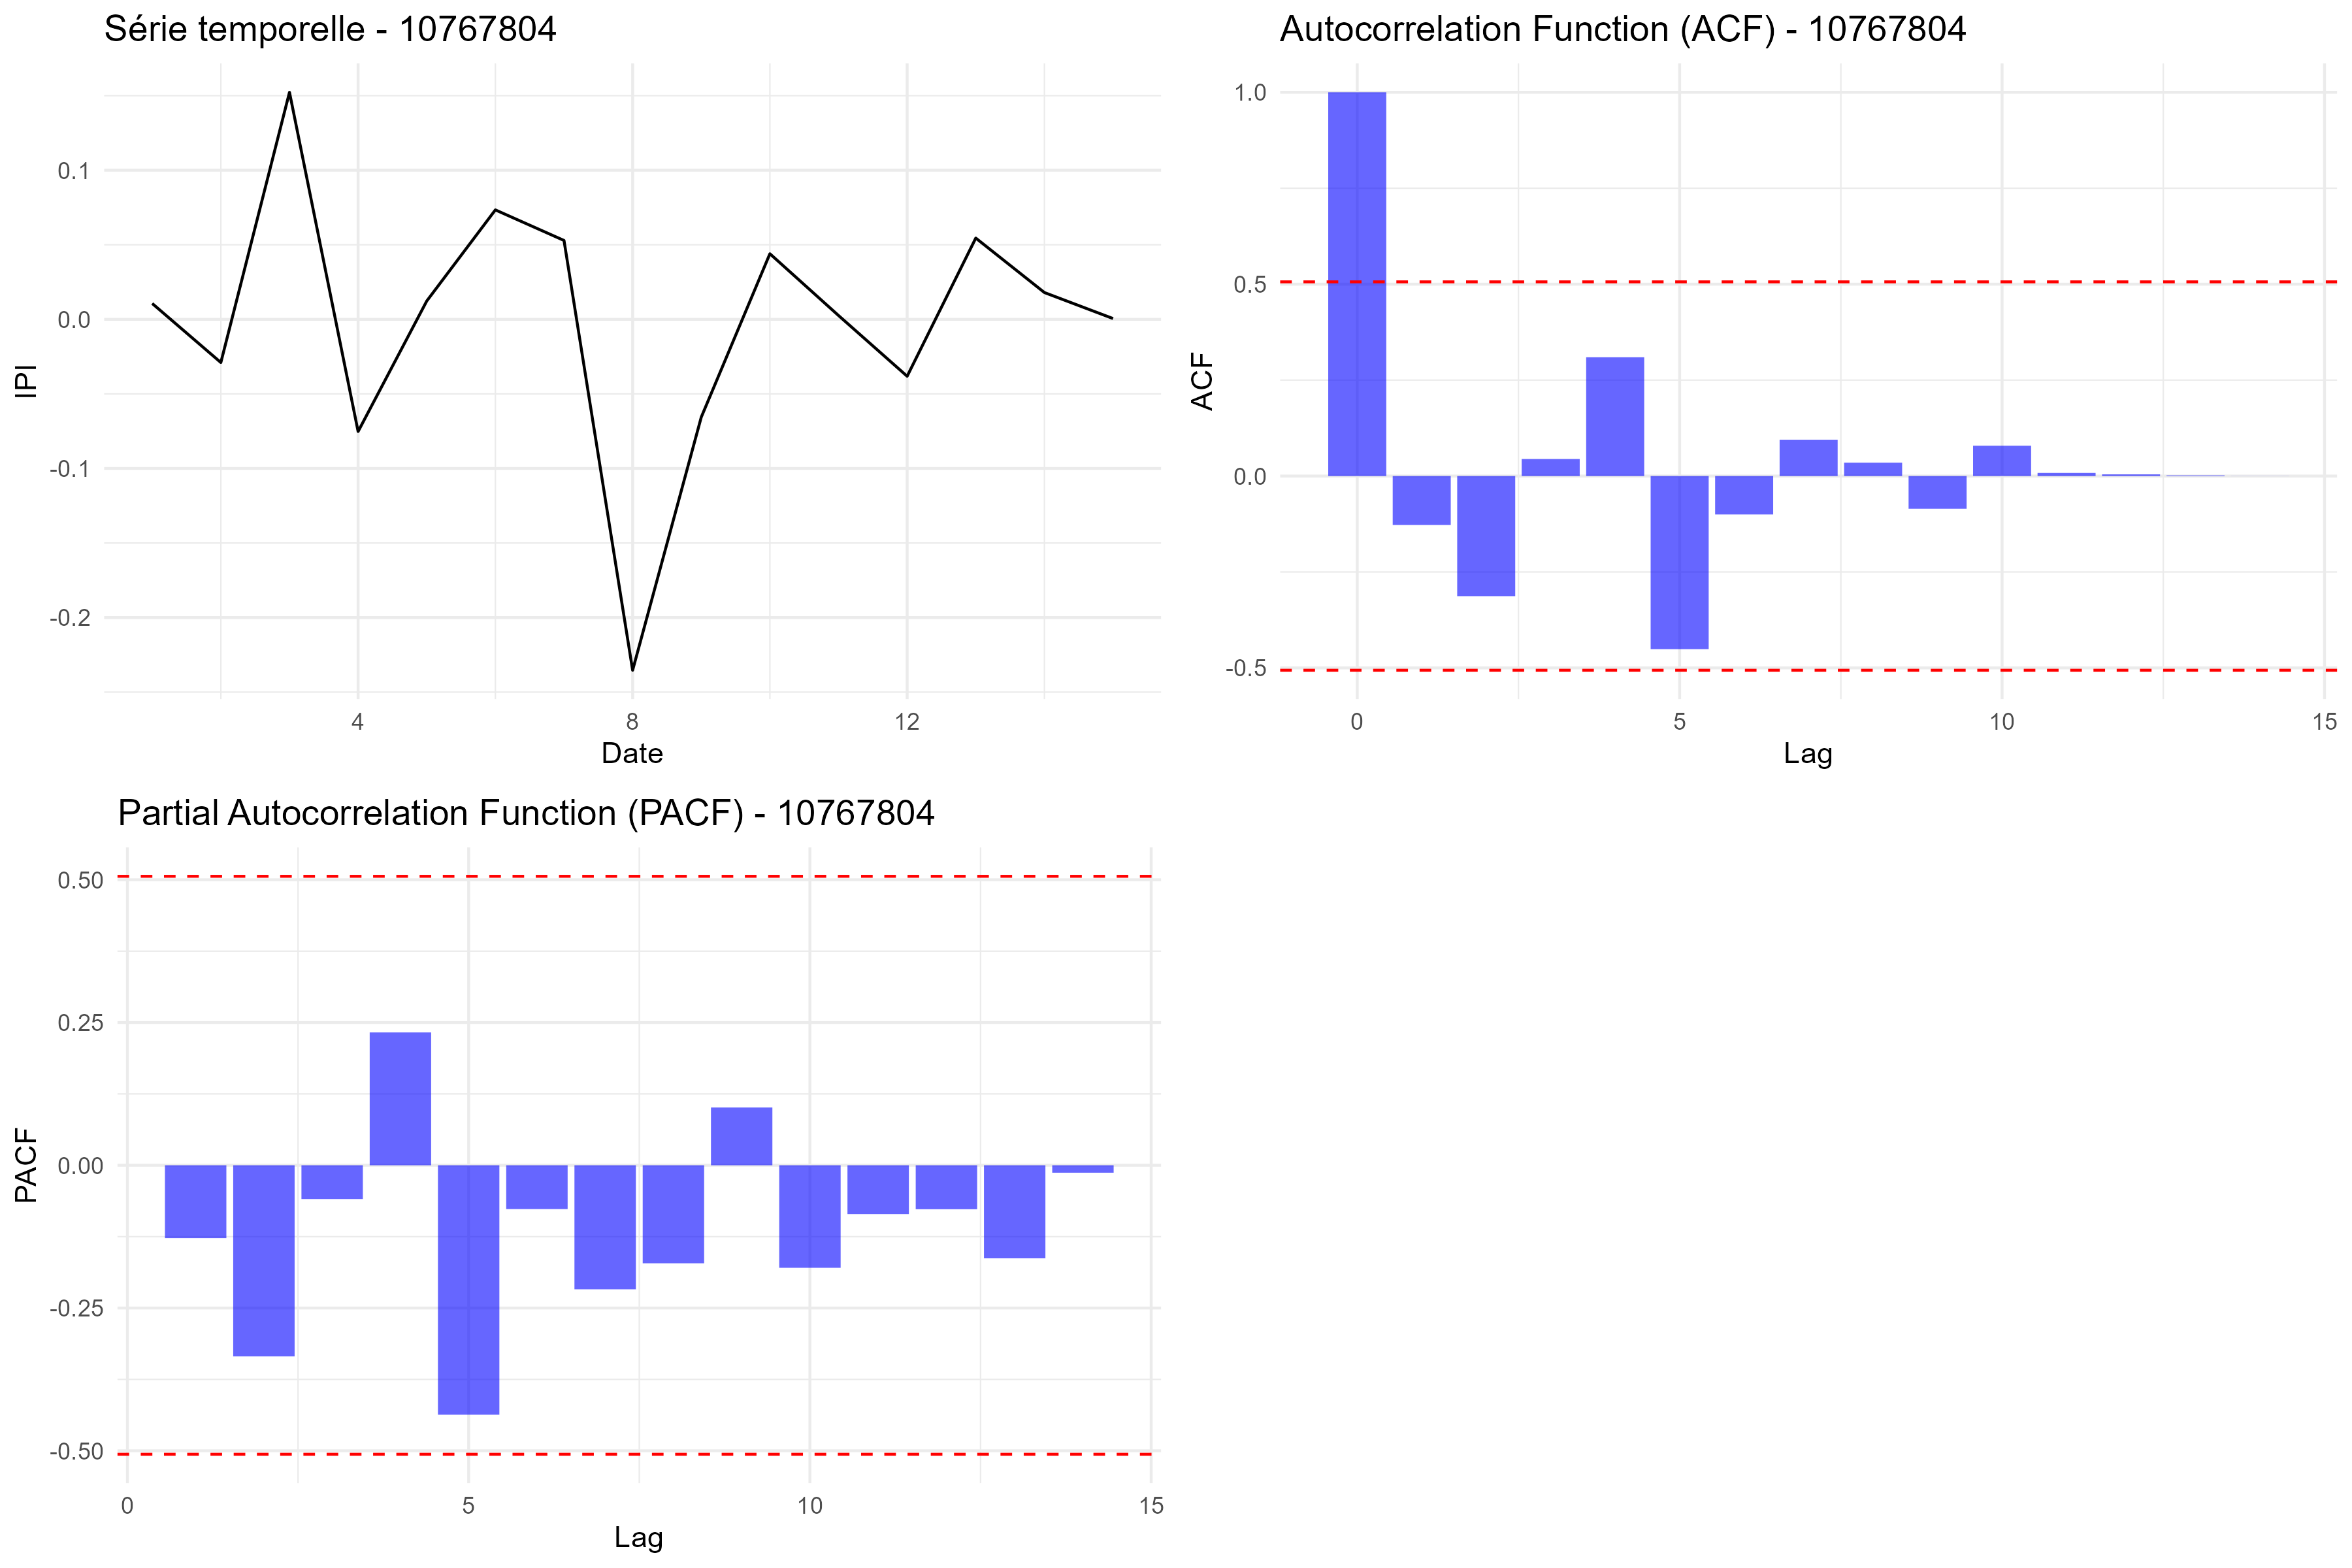 Série temporelle - 10767804
0.1
0.0
-0.1
-0.2
IPI
4
8
12
Date
Autocorrelation Function (ACF) - 10767804
1.0
0.5
0.0
-0.5
ACF
0
5
10
15
Lag
Partial Autocorrelation Function (PACF) - 10767804
0.50
0.25
0.00
-0.25
-0.50
PACF
0
5
10
15
Lag